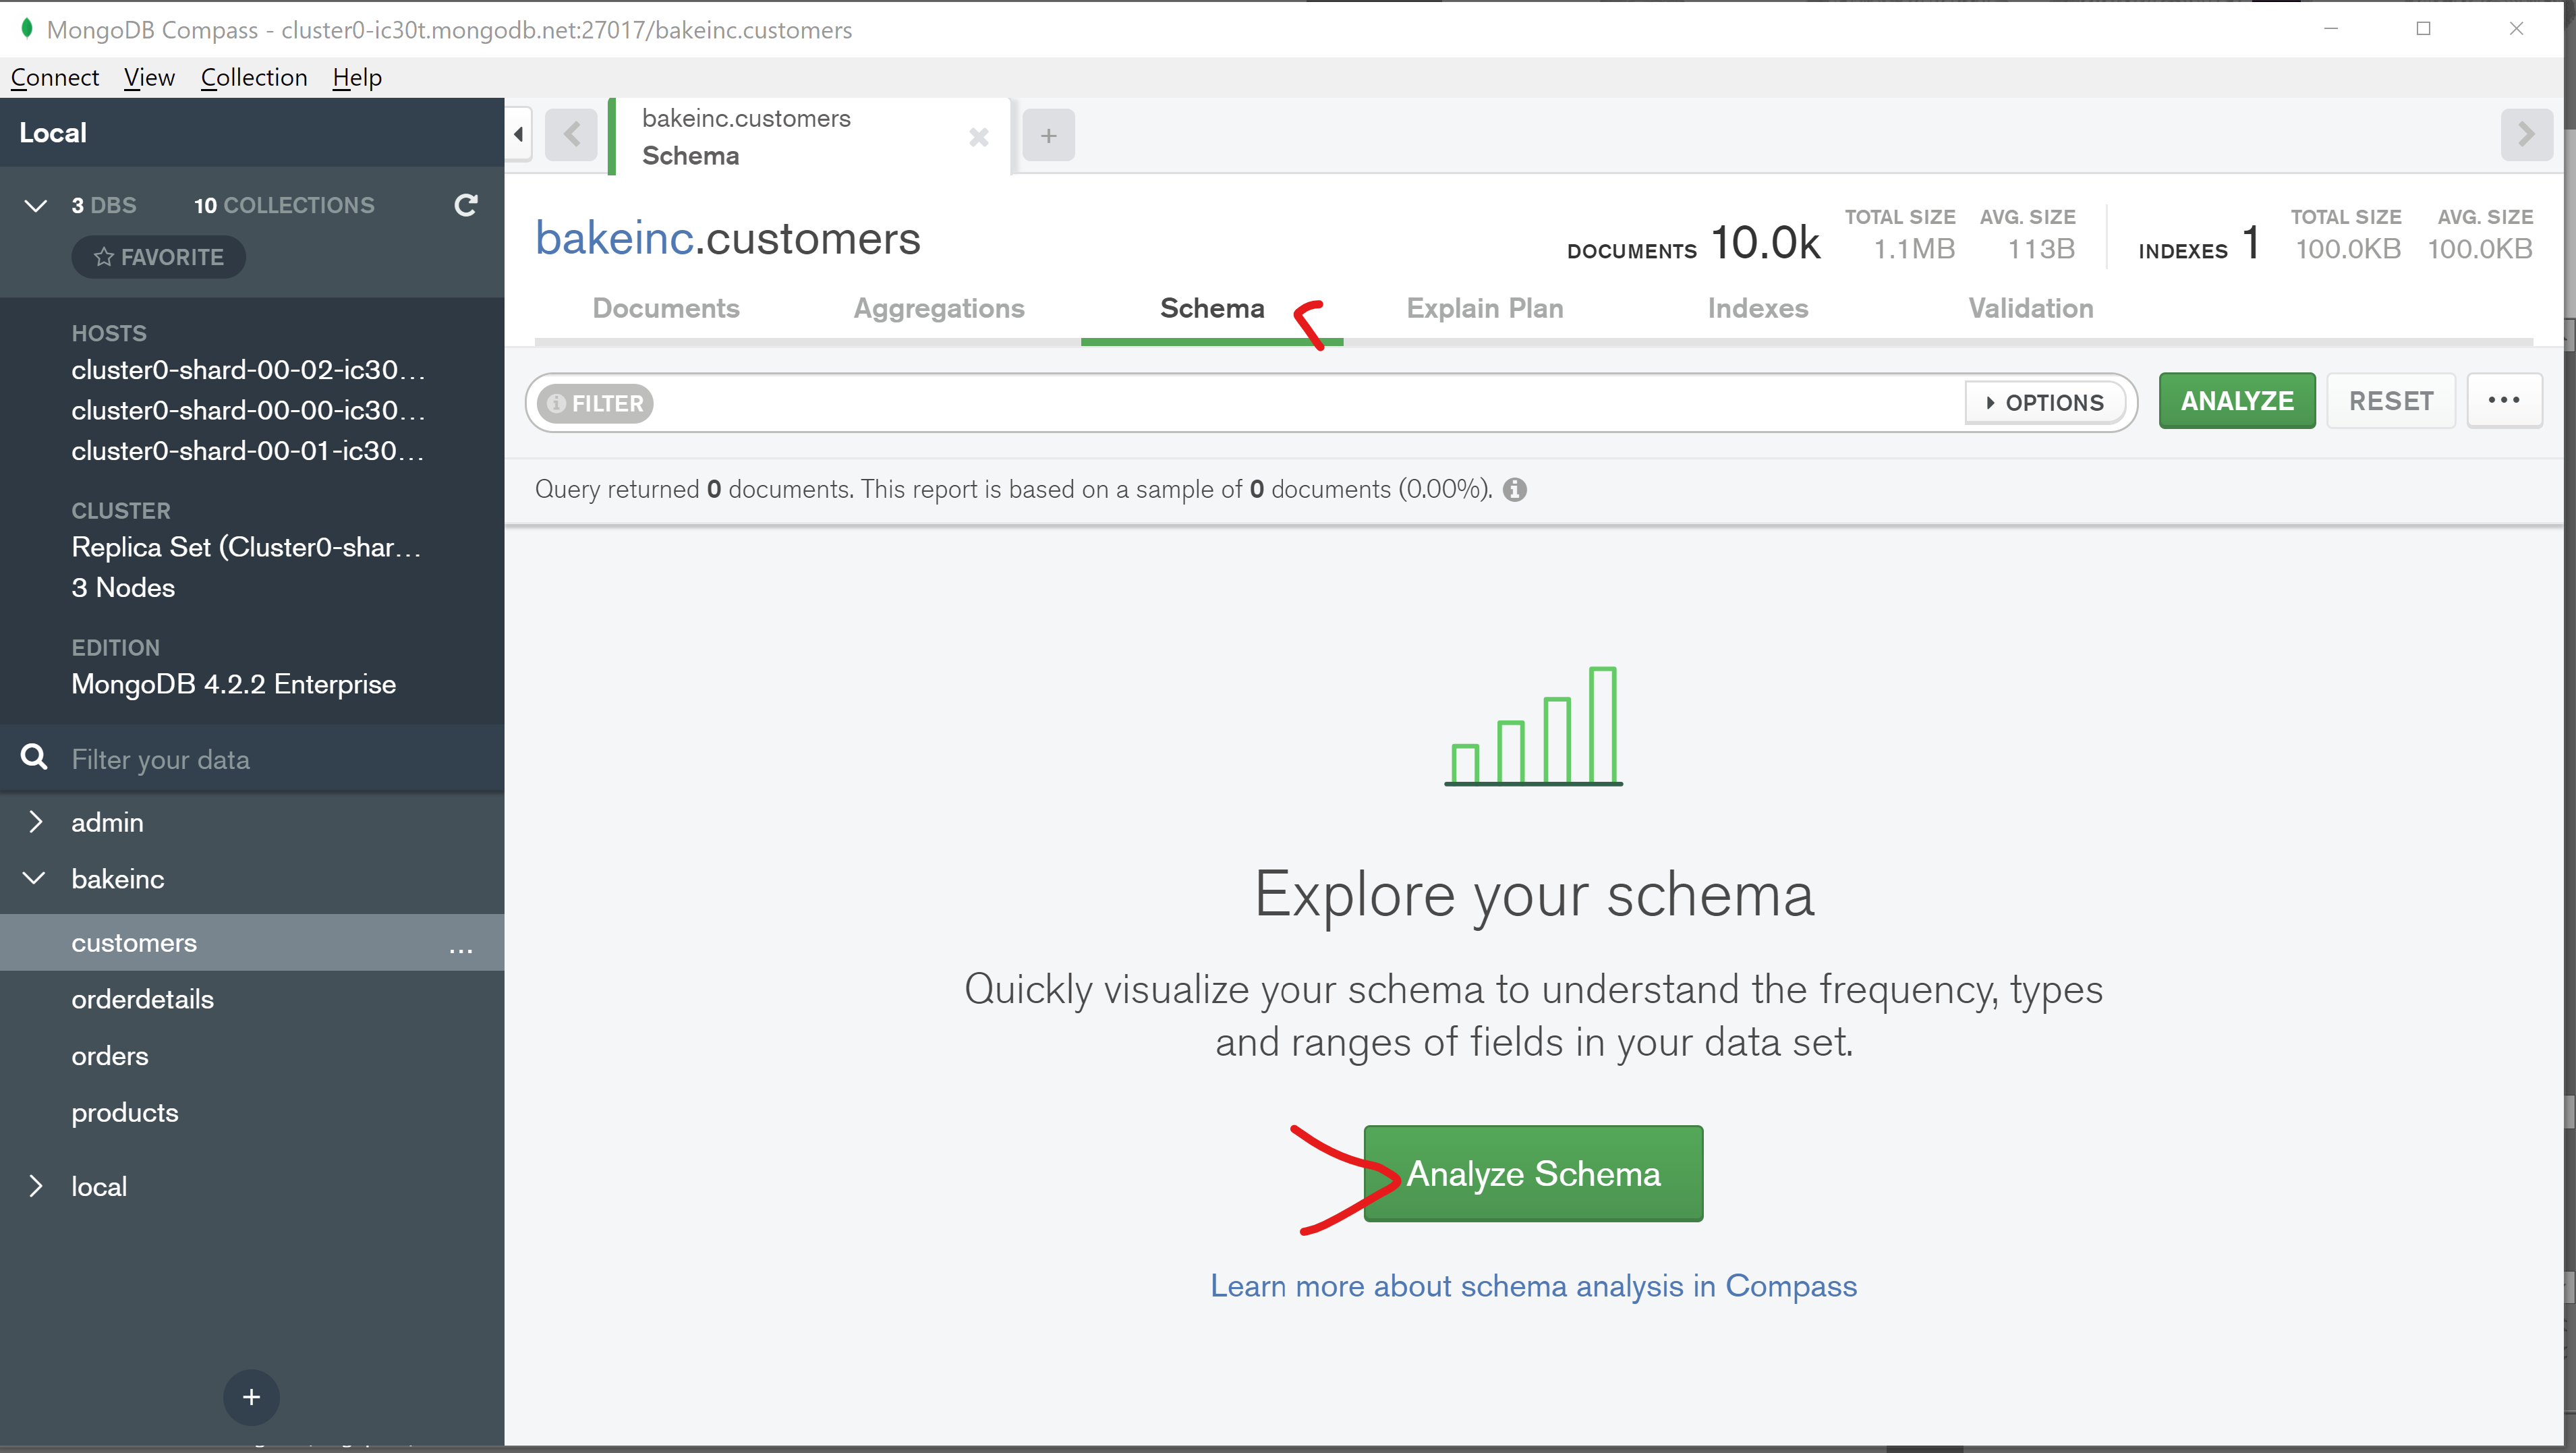 MongoDB Compass - cluster0-ic30t.mongodb.net:27017/bakeinc.customers
Connect View Collection Help
Local
3 DBS 10 COLLECTIONS
FAVORITE
HOSTS
cluster0-shard-00-02-ic30...
cluster0-shard-00-00-ic30...
cluster0-shard-00-01-ic30...
CLUSTER
Replica Set (Cluster0-shar...
3 Nodes
EDITION
MongoDB 4.2.2 Enterprise
Filter your data
admin
bakeinc
customers ...
orderdetails
orders
products
local
+
bakeinc.customers
Schema
+
bakeinc.customers
DOCUMENTS 10.0k TOTAL SIZE 1.1MB AVG. SIZE 113B INDEXES 1 TOTAL SIZE 100.0KB AVG. SIZE 100.0KB
Documents Aggregations Schema Explain Plan Indexes Validation
FILTER OPTIONS ANALYZE RESET ...
Query returned 0 documents. This report is based on a sample of 0 documents (0.00%).
Explore your schema
Quickly visualize your schema to understand the frequency, types
and ranges of fields in your data set.
Analyze Schema
Learn more about schema analysis in Compass